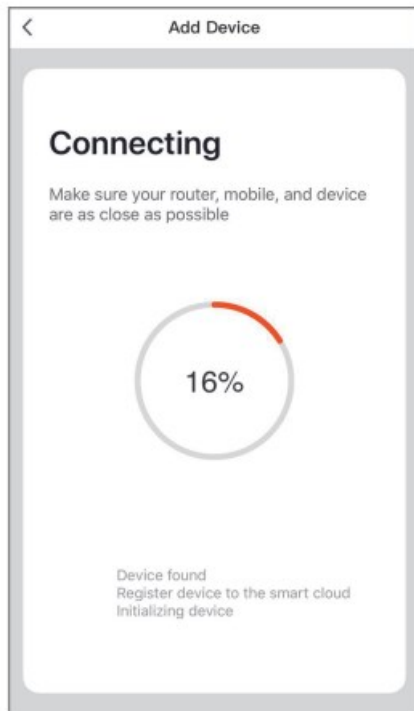 Add Device
Connecting
Make sure your router, mobile, and device
are as close as possible
16%
Device found
Register device to the smart cloud
Initializing device